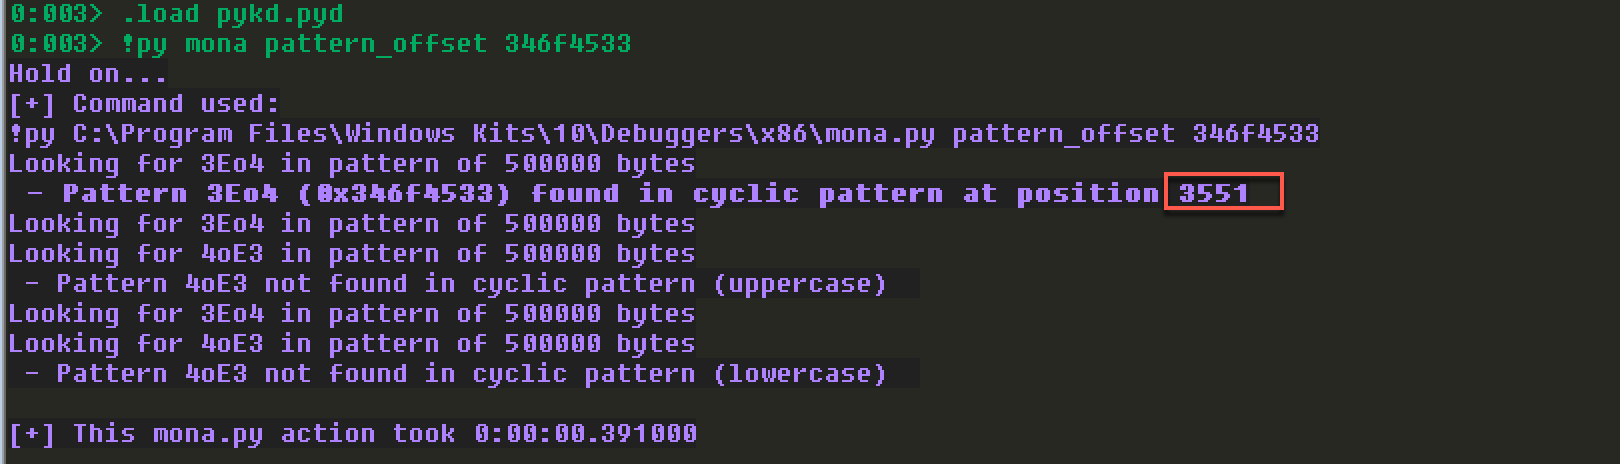 0:003> .load pykd.pyd
0:003> !py mona pattern_offset 346f4533
Hold on...
[+] Command used:
!py C:\Program Files\Windows Kits\10\Debuggers\x86\mona.py pattern_offset 346f4533
Looking for 3Eo4 in pattern of 500000 bytes
 - Pattern 3Eo4 (0x346f4533) found in cyclic pattern at position 3551
Looking for 3Eo4 in pattern of 500000 bytes
Looking for 4oE3 in pattern of 500000 bytes
 - Pattern 4oE3 not found in cyclic pattern (uppercase)
Looking for 3Eo4 in pattern of 500000 bytes
Looking for 4oE3 in pattern of 500000 bytes
 - Pattern 4oE3 not found in cyclic pattern (lowercase)
[+] This mona.py action took 0:00:00.391000